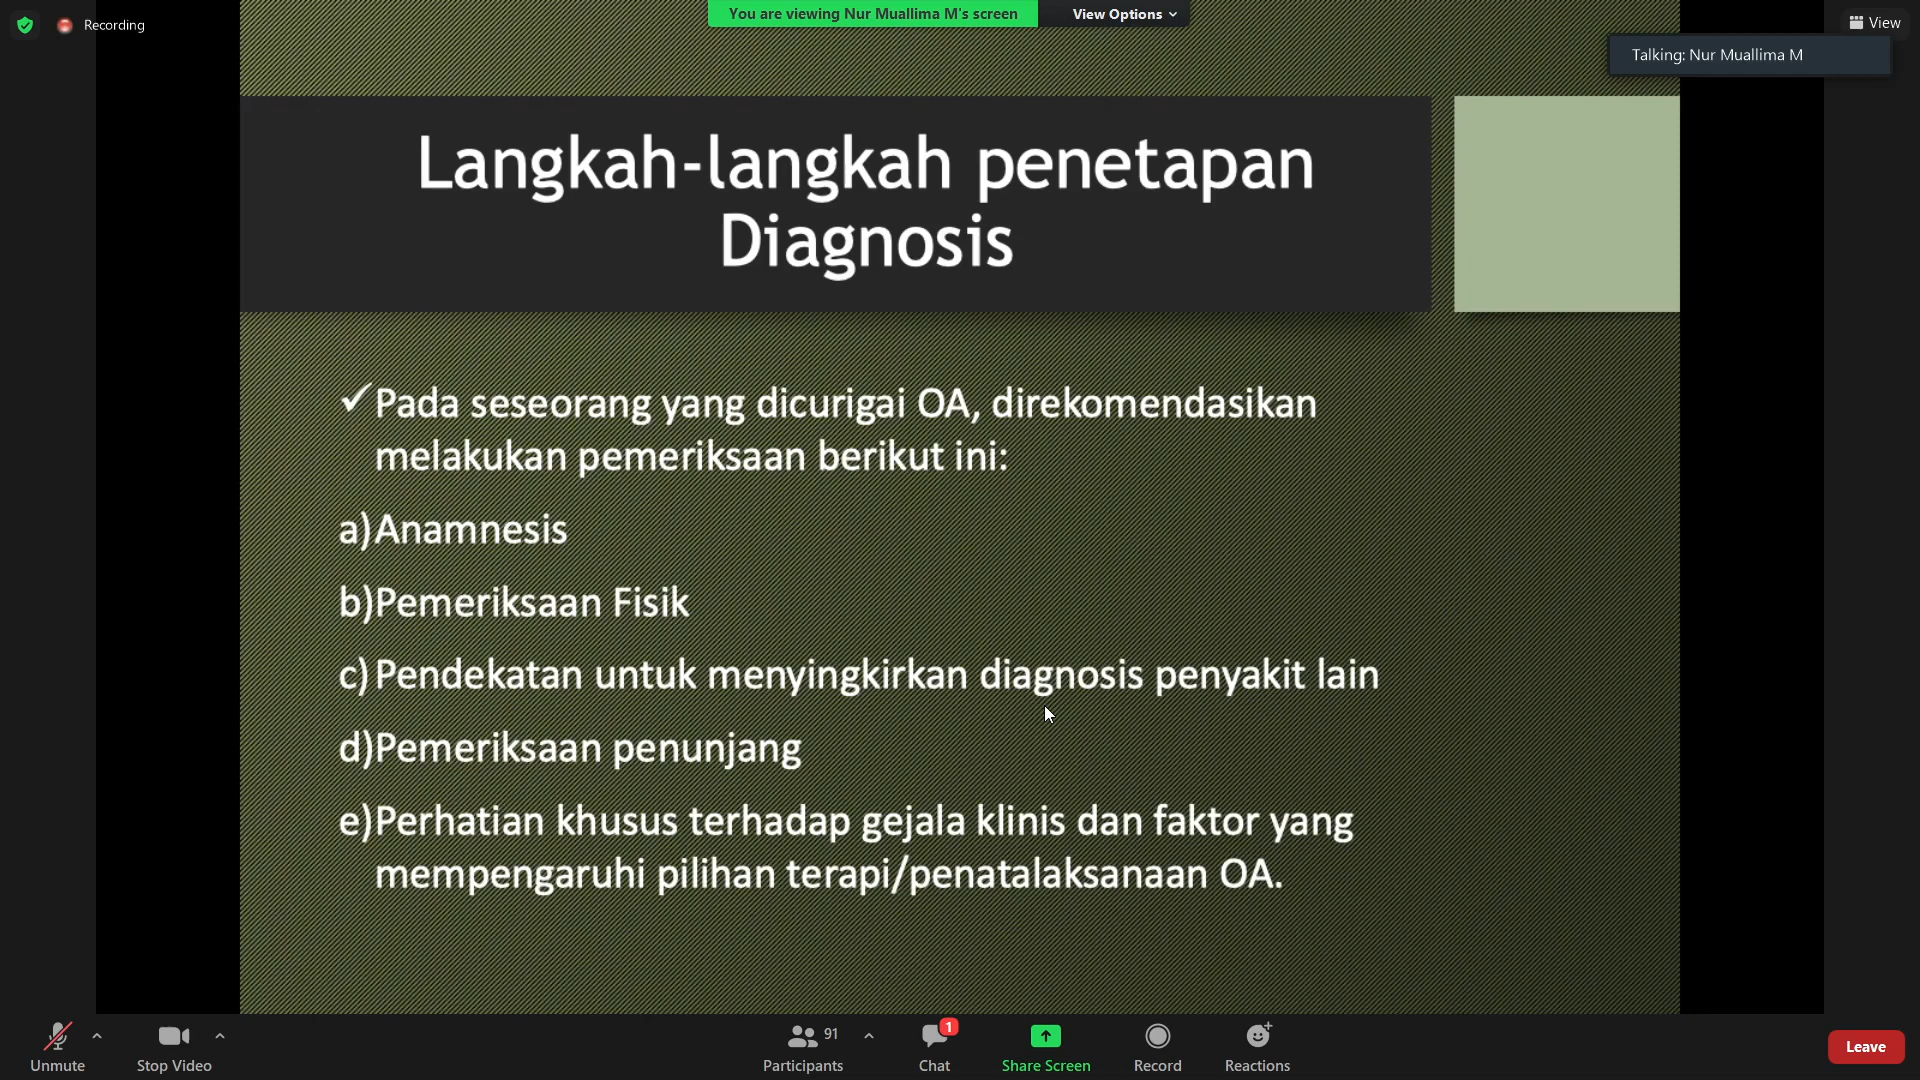 Recording
You are viewing Nur Muallima M's screen
View Options
View
Talking: Nur Muallima M
Langkah-langkah penetapan
Diagnosis
✓Pada seseorang yang dicurigai OA, direkomendasikan
melakukan pemeriksaan berikut ini:
a)Anamnesis
b)Pemeriksaan Fisik
c)Pendekatan untuk menyingkirkan diagnosis penyakit lain
d)Pemeriksaan penunjang
e)Perhatian khusus terhadap gejala klinis dan faktor yang
mempengaruhi pilihan terapi/penatalaksanaan OA.
91
1
Unmute
Stop Video
Participants
Chat
Share Screen
Record
Reactions
Leave